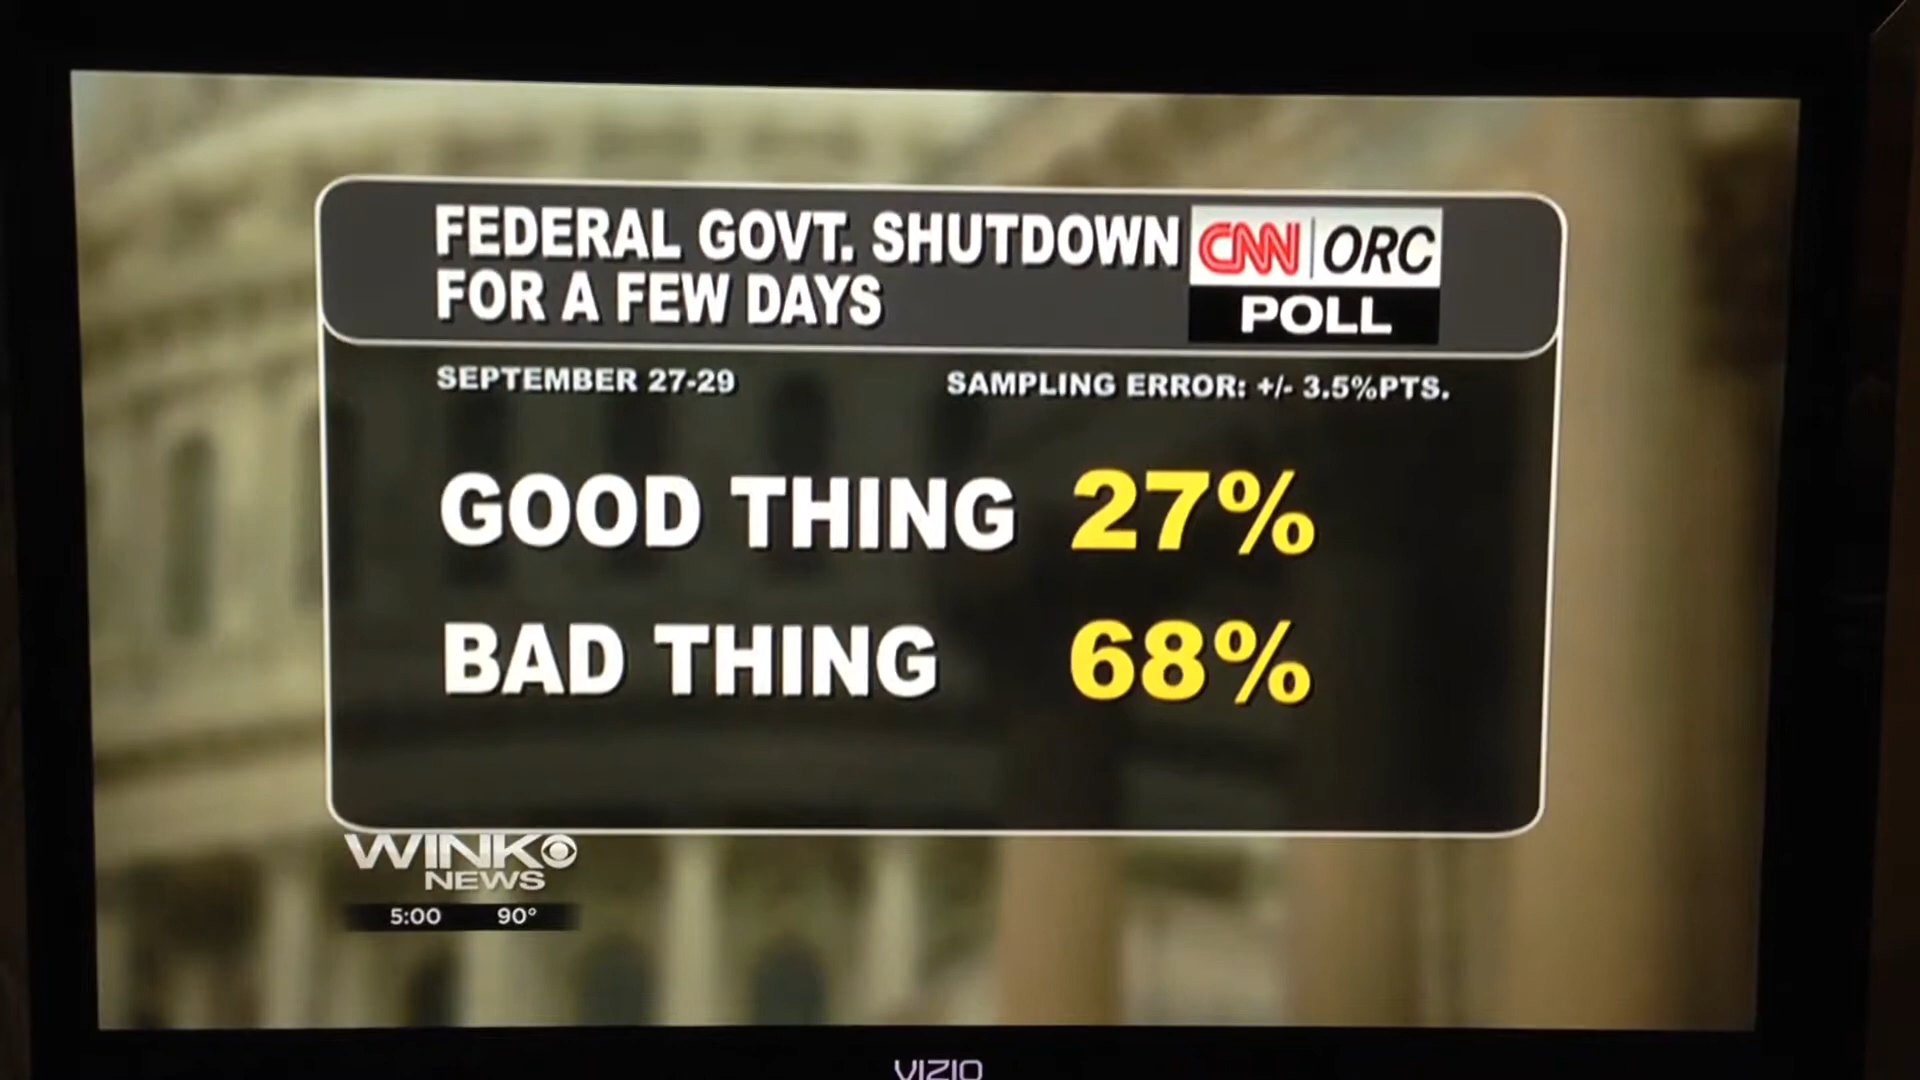 FEDERAL GOVT. SHUTDOWN
FOR A FEW DAYS
CNN ORC
POLL
SEPTEMBER 27-29
SAMPLING ERROR: +/- 3.5%PTS.
GOOD THING 27%
BAD THING 68%
WINK
NEWS
5:00 90°
VIZIO